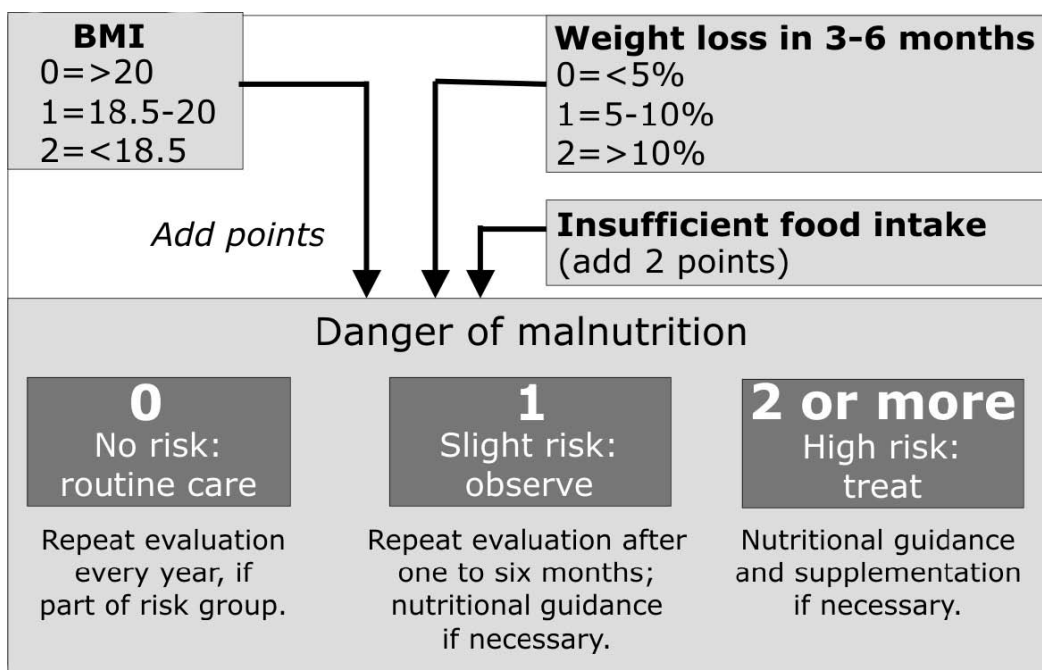 BMI
0=>20
1=18.5-20
2=<18.5
Weight loss in 3-6 months
0=<5%
1=5-10%
2=>10%
Add points
Insufficient food intake
(add 2 points)
Danger of malnutrition
0
No risk:
routine care
Repeat evaluation
every year, if
part of risk group.
1
Slight risk:
observe
Repeat evaluation after
one to six months;
nutritional guidance
if necessary.
2 or more
High risk:
treat
Nutritional guidance
and supplementation
if necessary.